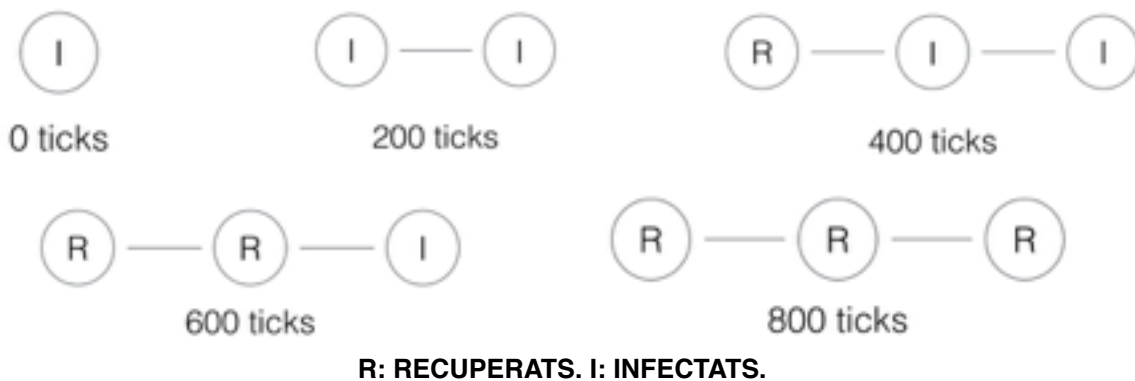 I
I I
R I I
0 ticks
200 ticks
400 ticks
R R I
R R R
600 ticks
800 ticks
R: RECUPERATS. I: INFECTATS.